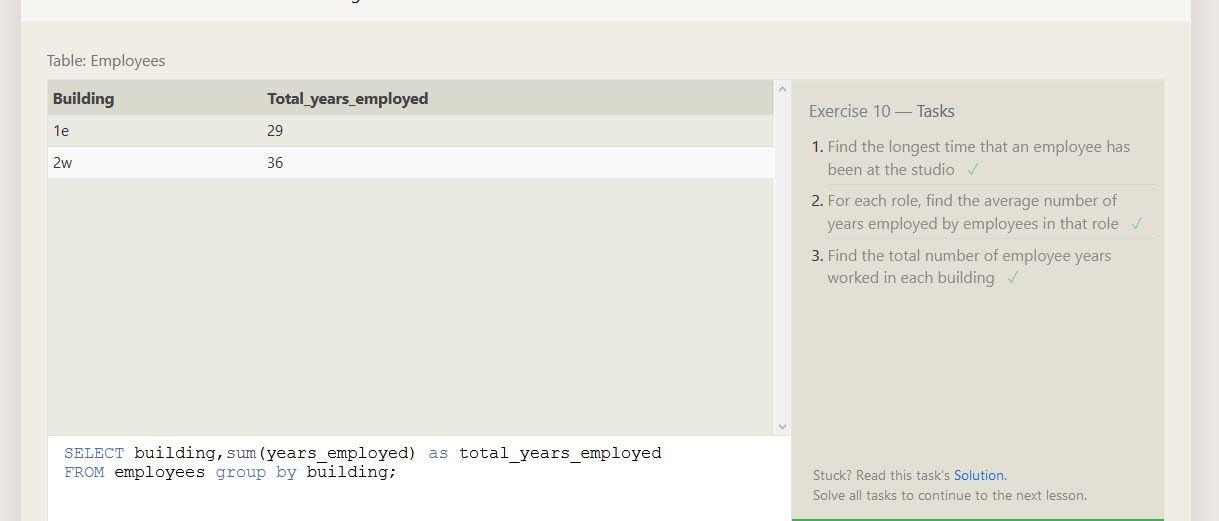 Table: Employees
Building Total_years_employed
1e 29
2w 36
SELECT building,sum(years_employed) as total_years_employed
FROM employees group by building;
Exercise 10 — Tasks
1. Find the longest time that an employee has
been at the studio ✓
2. For each role, find the average number of
years employed by employees in that role ✓
3. Find the total number of employee years
worked in each building ✓
Stuck? Read this task's Solution.
Solve all tasks to continue to the next lesson.